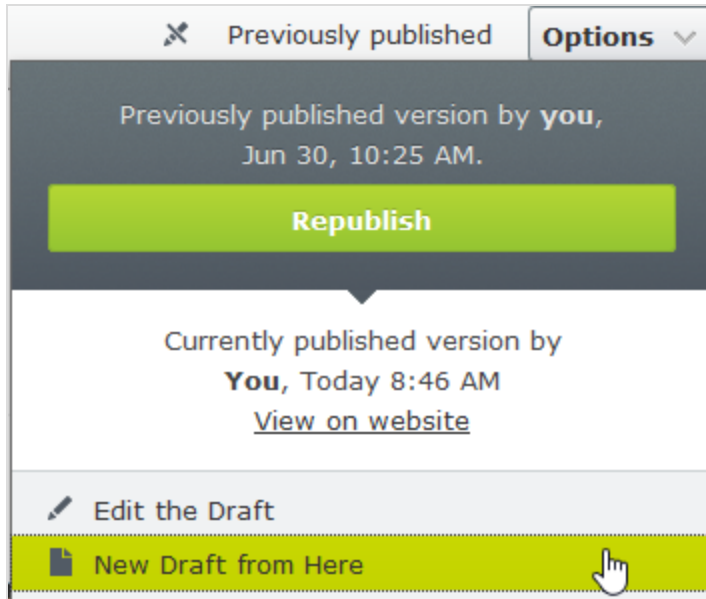 Previously published Options
Previously published version by you,
Jun 30, 10:25 AM.
Republish
Currently published version by
You, Today 8:46 AM
View on website
Edit the Draft
New Draft from Here